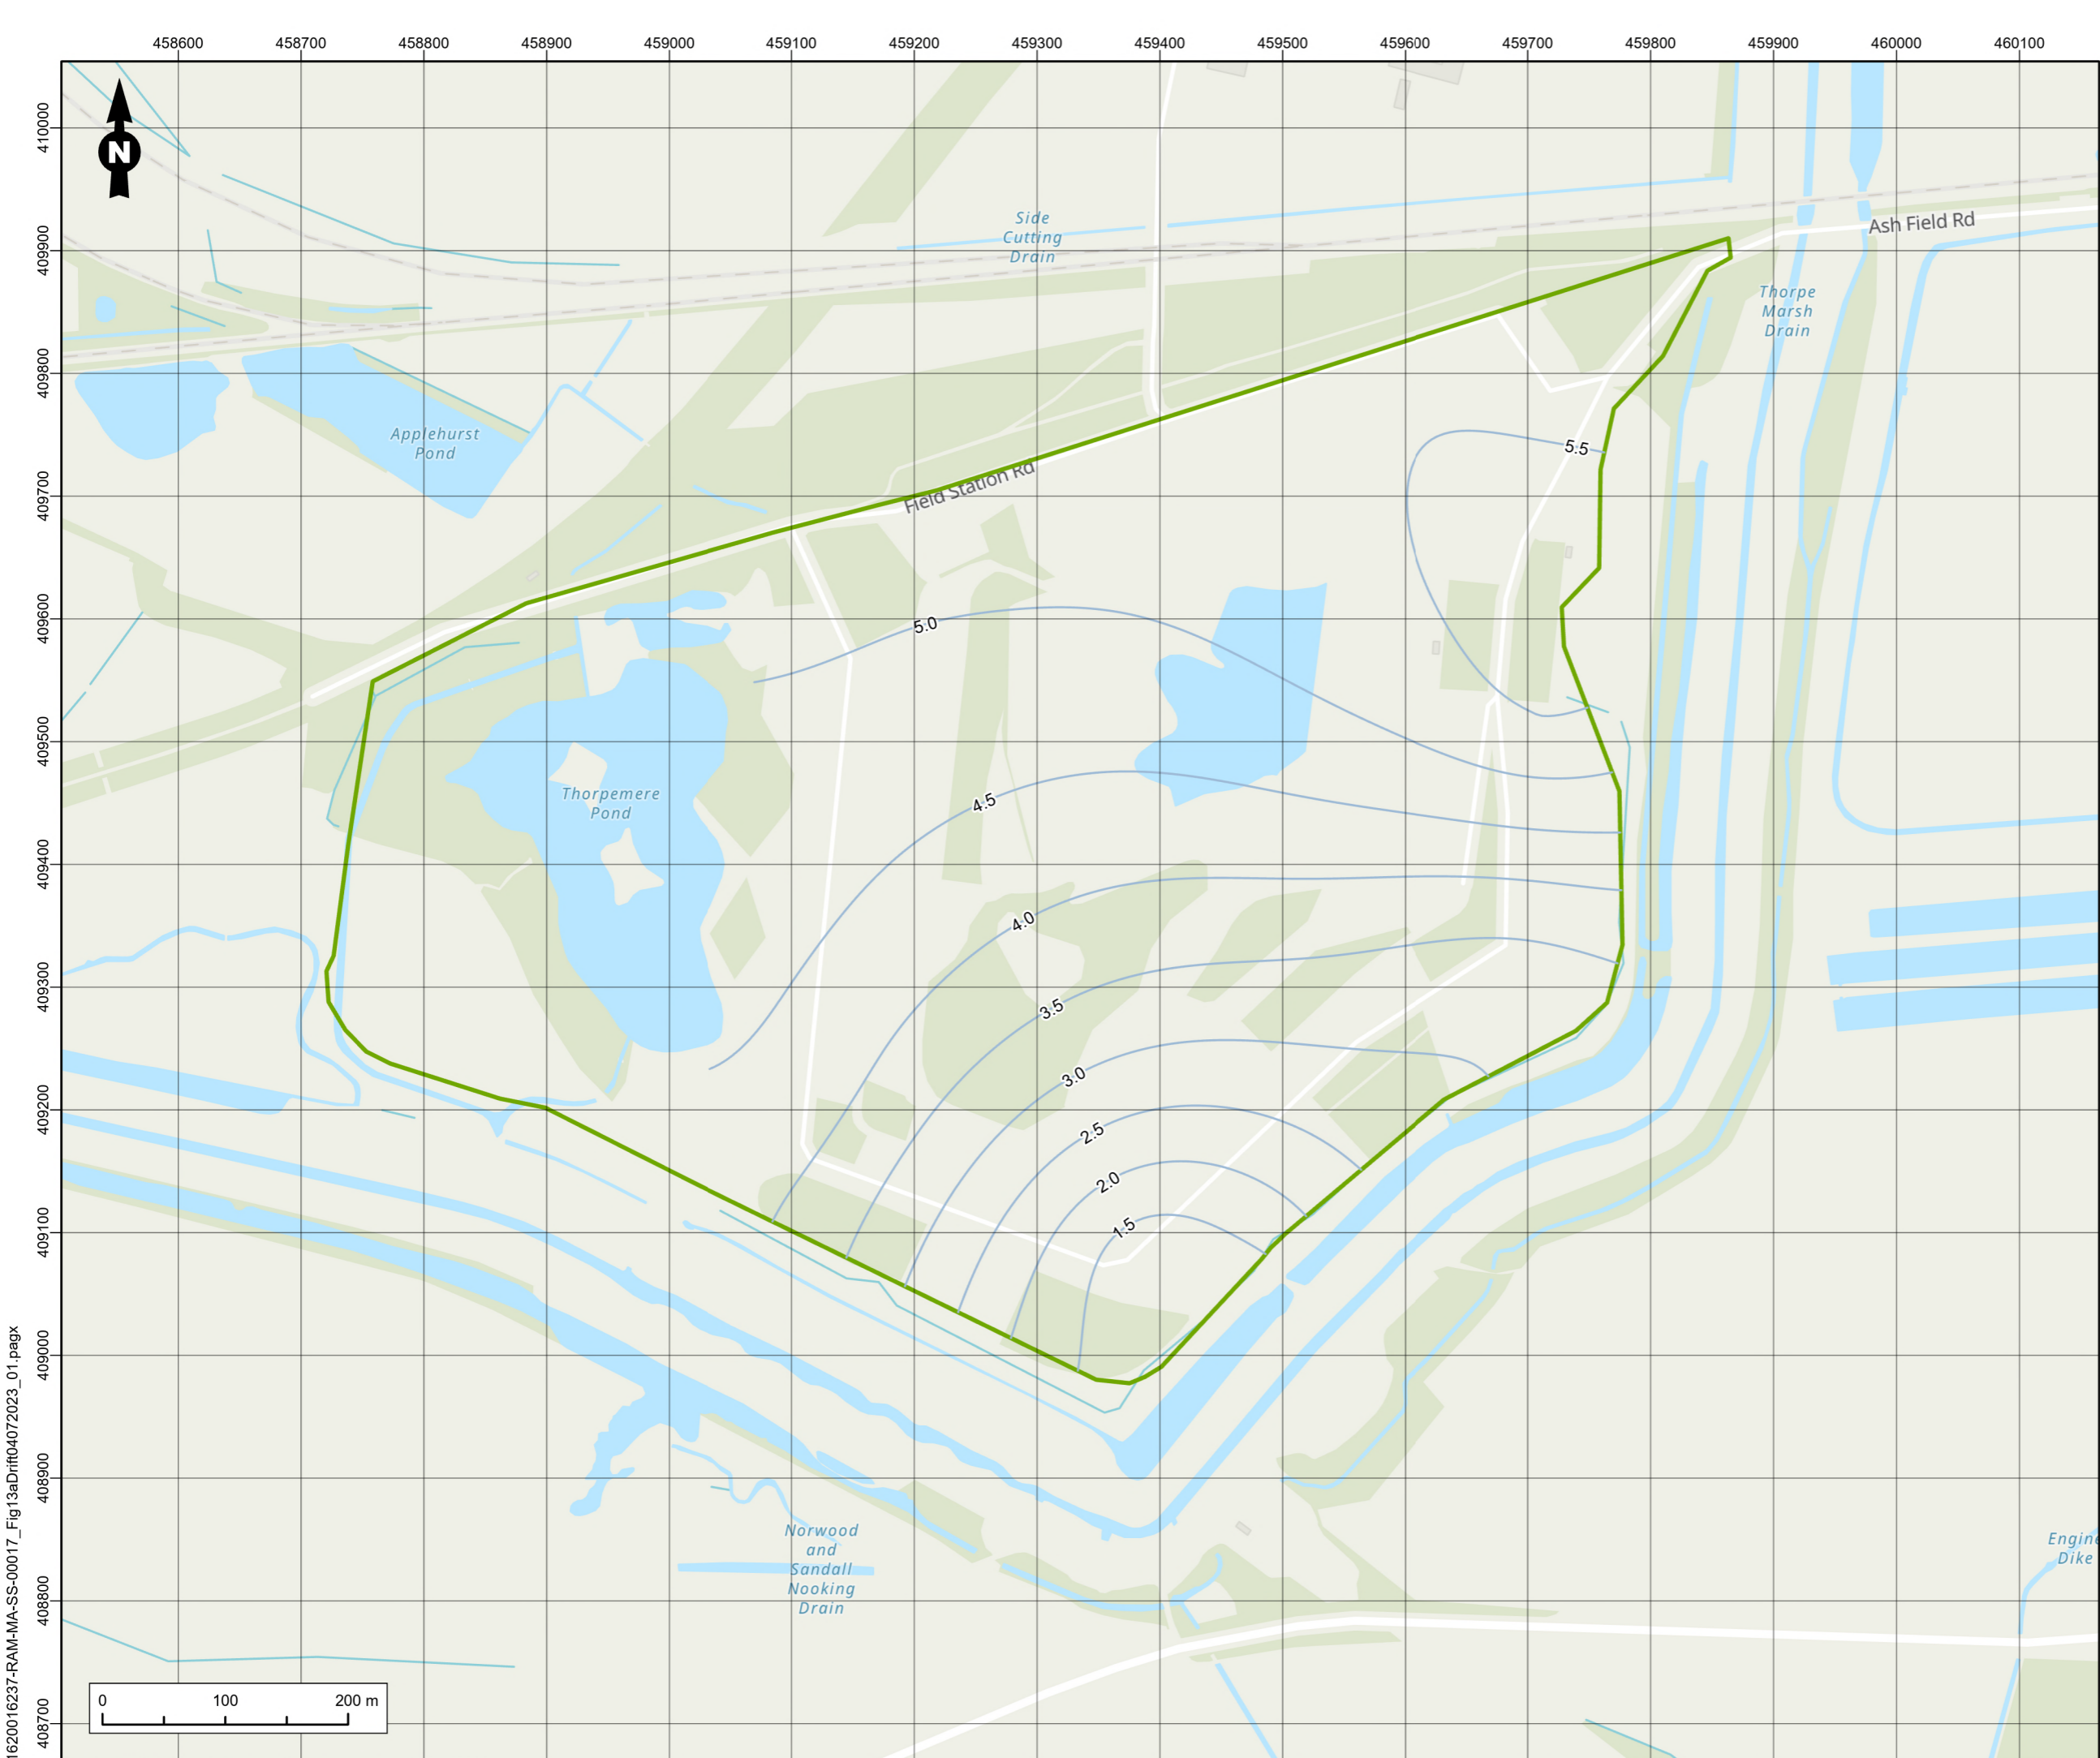 458600 458700 458800 458900 459000 459100 459200 459300 459400 459500 459600 459700 459800 459900 460000 460100
410000
N
409900
Side
Cutting
Drain
Ash Field Rd
Thorpe
Marsh
Drain
409800
Applehurst
Pond
5.5
409700
Field Station Rd
409600
5.0
409500
Thorpemere
Pond
4.5
409400
4.0
409300
3.5
3.0
409200
2.5
2.0
409100
1.5
409000
408900
Norwood
and
Sandall
Nooking
Drain
Engine
Dike
408800
408700
0 100 200 m
1620016237-RAM-MA-SS-00017_Fig13aDrift04072023_01.pagx